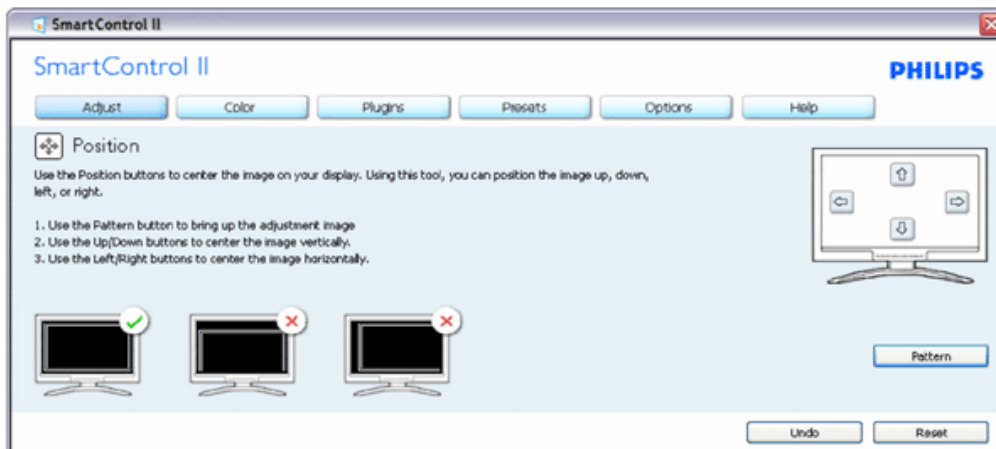 SmartControl II
SmartControl II
PHILIPS
Adjust Color Plugins Presets Options Help
Position
Use the Position buttons to center the image on your display. Using this tool, you can position the image up, down,
left, or right.
1. Use the Pattern button to bring up the adjustment image
2. Use the Up/Down buttons to center the image vertically.
3. Use the Left/Right buttons to center the image horizontally.
Pattern
Undo Reset